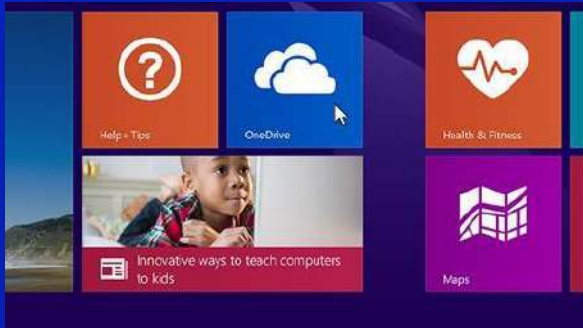 Help+Tips
OneDrive
Health & Fitness
Innovative ways to teach computers
to kids
Maps